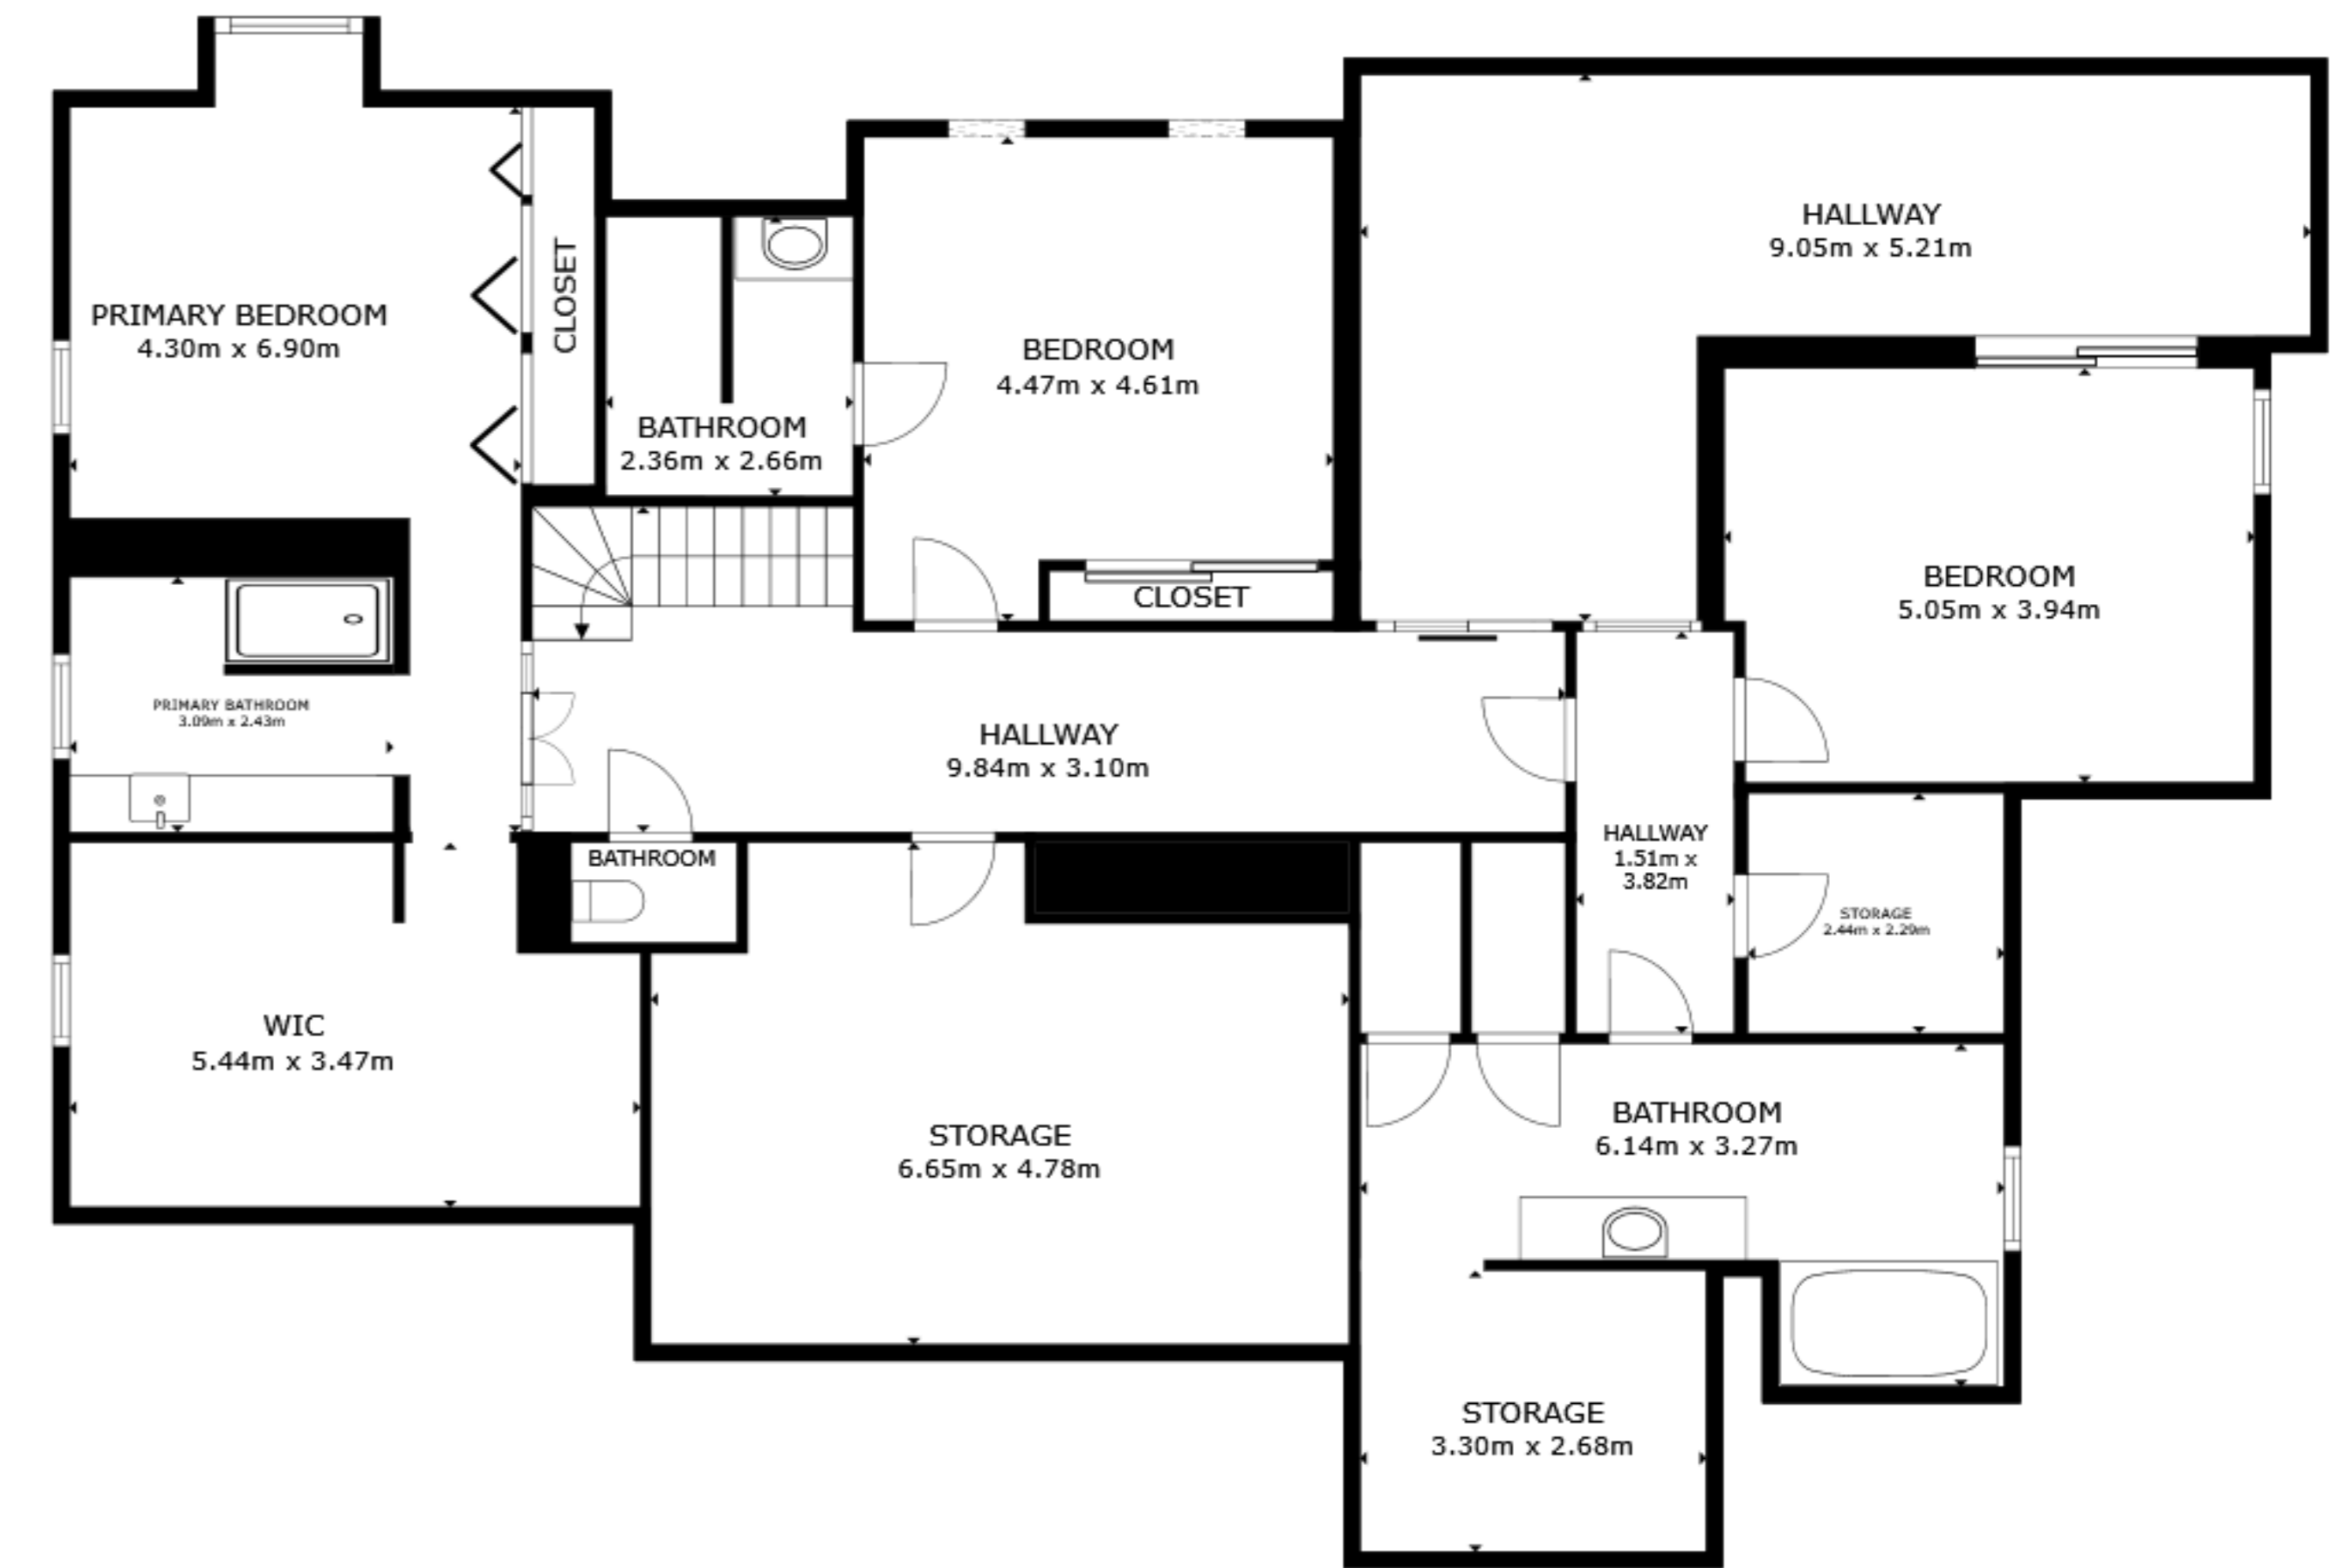 HALLWAY
9.05m x 5.21m
PRIMARY BEDROOM
4.30m x 6.90m
CLOSET
BEDROOM
4.47m x 4.61m
BATHROOM
2.36m x 2.66m
BEDROOM
5.05m x 3.94m
CLOSET
PRIMARY BATHROOM
3.09m x 2.43m
HALLWAY
9.84m x 3.10m
HALLWAY
1.51m x
3.82m
BATHROOM
STORAGE
2.44m x 2.29m
WIC
5.44m x 3.47m
STORAGE
6.65m x 4.78m
BATHROOM
6.14m x 3.27m
STORAGE
3.30m x 2.68m